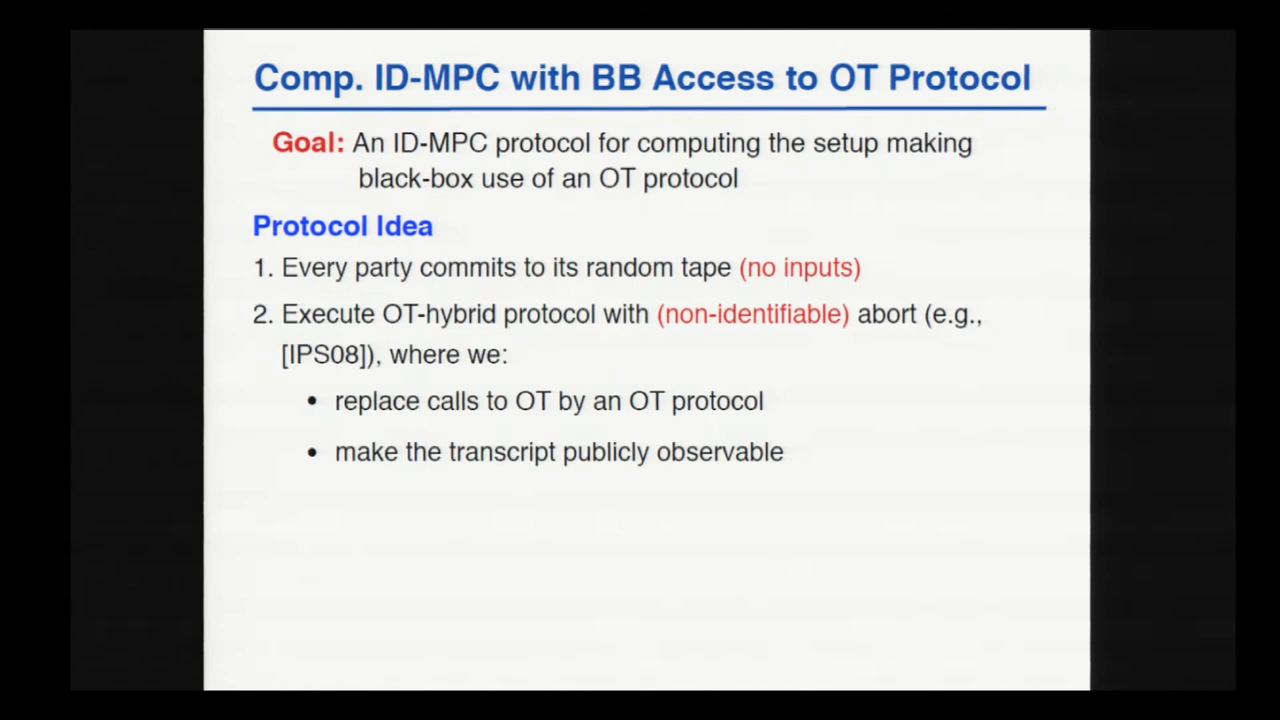 Comp. ID-MPC with BB Access to OT Protocol
Goal: An ID-MPC protocol for computing the setup making
black-box use of an OT protocol
Protocol Idea
1. Every party commits to its random tape (no inputs)
2. Execute OT-hybrid protocol with (non-identifiable) abort (e.g.,
[IPS08]), where we:
• replace calls to OT by an OT protocol
• make the transcript publicly observable